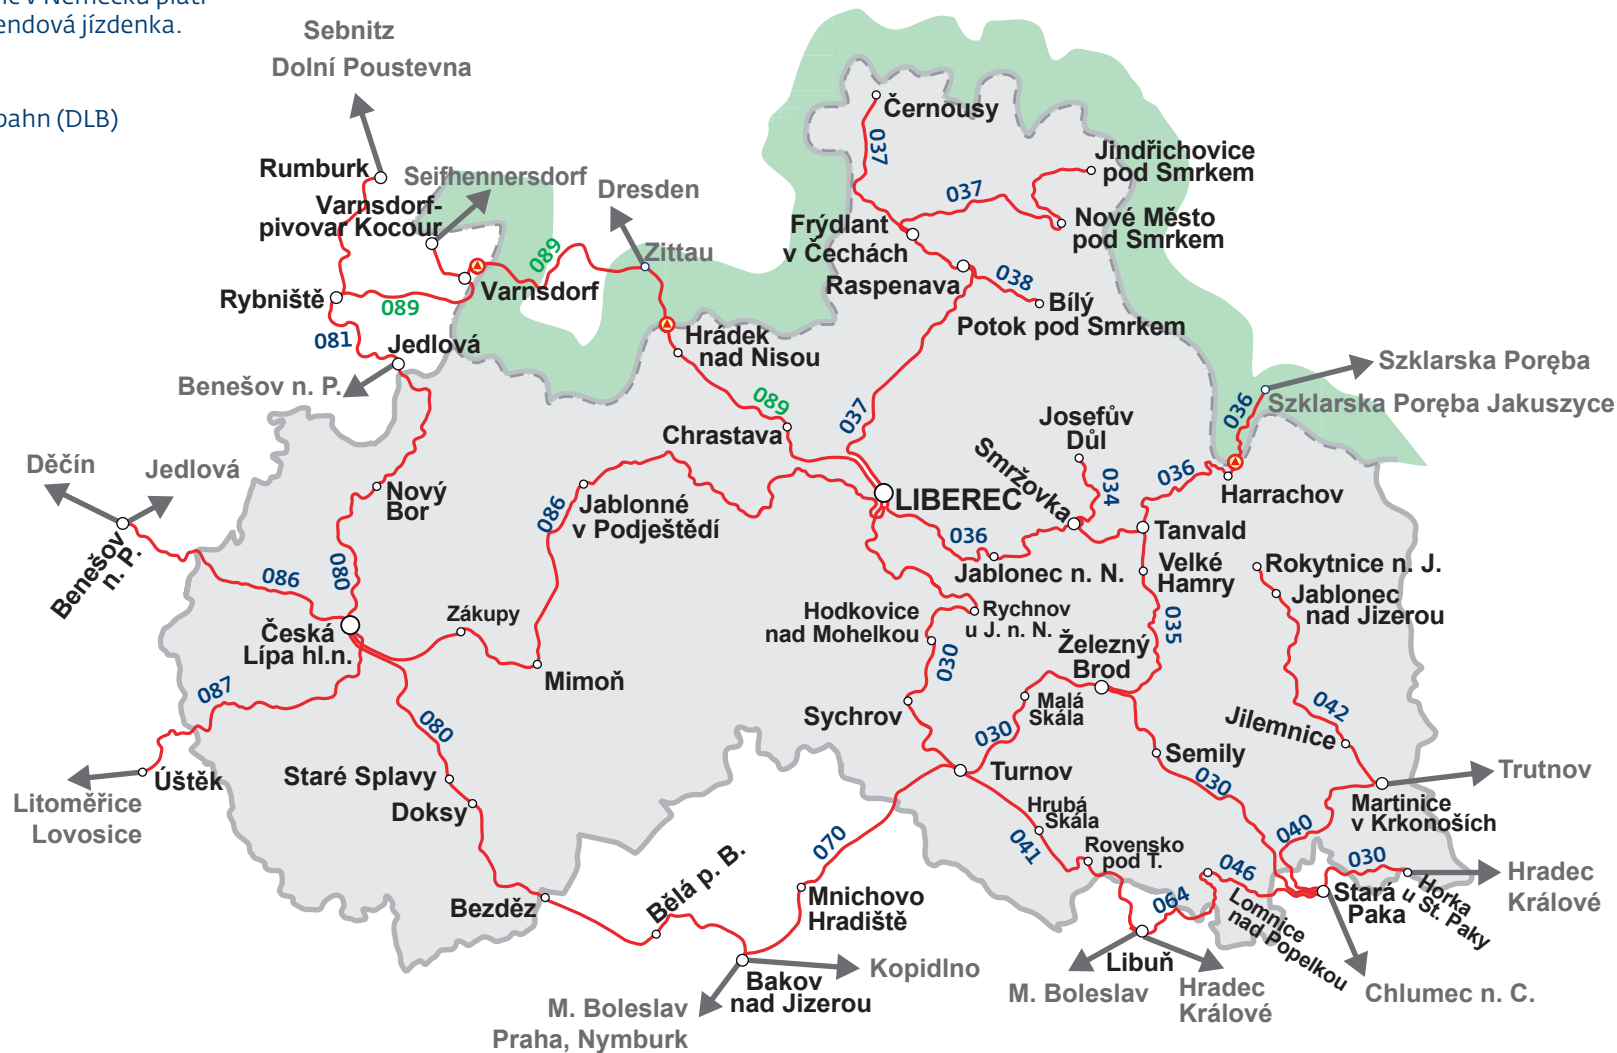 endová jízdenka.
Sebnitz
Dolní Poustevna
bahn (DLB)
Rumburk
Seifhennersdorf
Dresden
Varnsdorf-
pivovar Kocour
Zittau
089
Varnsdorf
Rybniště
089
081
Jedlová
Benešov n. P.
Hrádek
nad Nisou
089
Chrastava
Černousy
037
Jindřichovice
pod Smrkem
037
Nové Město
pod Smrkem
Frýdlant
v Čechách
Raspenava
038
Bílý
Potok pod Smrkem
037
Szklarska Poręba
Szklarska Poręba Jakuszyce
036
Josefův
Důl
034
Smržovka
036
Harrachov
Děčín
Jedlová
Benešov
n. P.
Nový
Bor
086
Jablonné
v Podještědí
LIBEREC
036
Jablonec n. N.
Tanvald
Velké
Hamry
Rokytnice n. J.
Jablonec
nad Jizerou
086
080
Česká
Lípa hl.n.
Zákupy
Mimoň
Hodkovice
nad Mohelkou
Rychnov
u J. n. N.
035
Železný
Brod
030
087
080
Sychrov
030
Malá
Skála
042
Jilemnice
Semily
Úštěk
Litoměřice
Lovosice
Staré Splavy
Doksy
Turnov
030
Trutnov
Martinice
v Krkonoších
Hrubá
Skála
041
070
Rovensko
pod T.
040
030
Hradec
Králové
046
064
Stará
Paka
Horka
u St. Paky
Lomnice
nad Popelkou
Bezděz
Bělá p. B.
Mnichovo
Hradiště
Bakov
nad Jizerou
Kopidlno
M. Boleslav
Praha, Nymburk
Libuň
M. Boleslav
Hradec
Králové
Chlumec n. C.